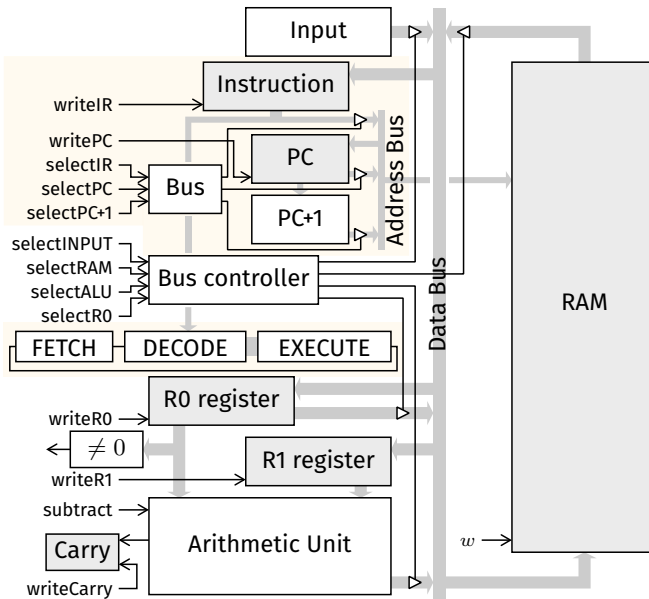 Input
Instruction
writeIR
writePC
PC
selectIR
selectPC
selectPC+1
Bus
PC+1
Address Bus
selectINPUT
selectRAM
selectALU
selectR0
Bus controller
Data Bus
RAM
FETCH DECODE EXECUTE
R0 register
writeR0
≠ 0
R1 register
writeR1
subtract
Arithmetic Unit
Carry
writeCarry
w